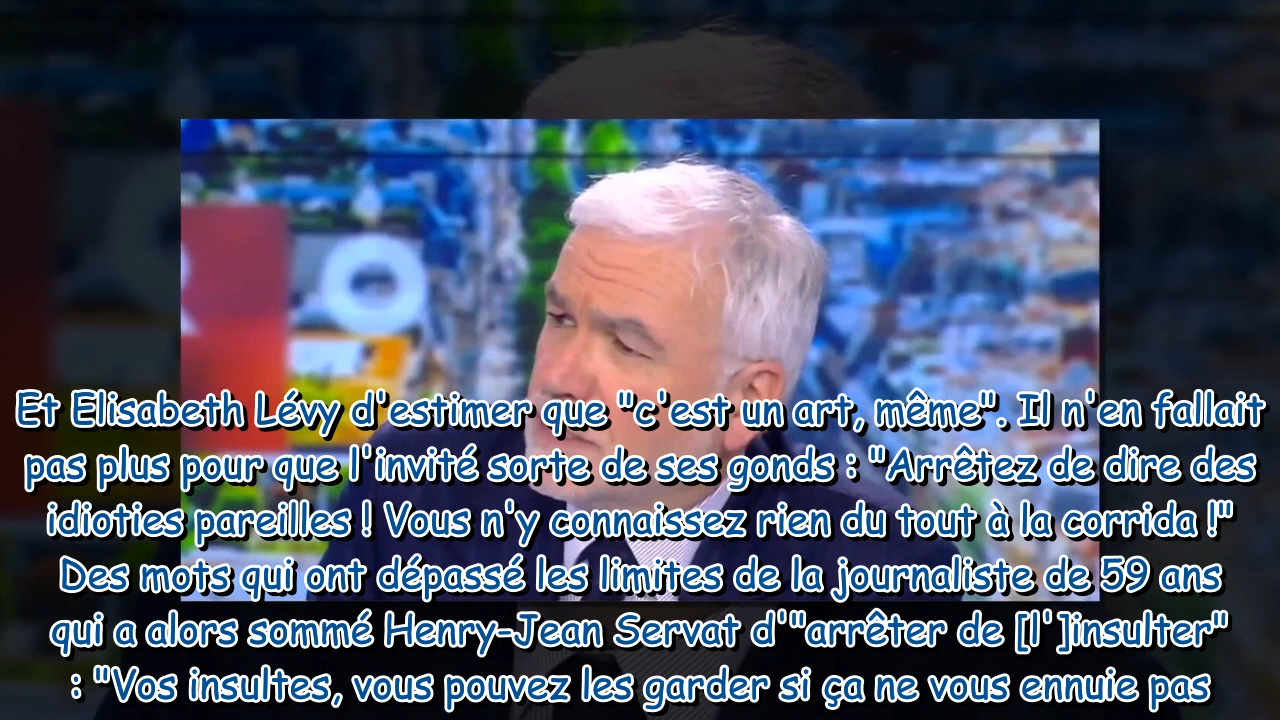 R O
Et Elisabeth Lévy d'estimer que "c'est un art, même". Il n'en fallait
pas plus pour que l'invité sorte de ses gonds : "Arrêtez de dire des
idioties pareilles ! Vous n'y connaissez rien du tout à la corrida !"
Des mots qui ont dépassé les limites de la journaliste de 59 ans
qui a alors sommé Henry-Jean Servat d'"arrêter de [l']insulter"
: "Vos insultes, vous pouvez les garder si ça ne vous ennuie pas